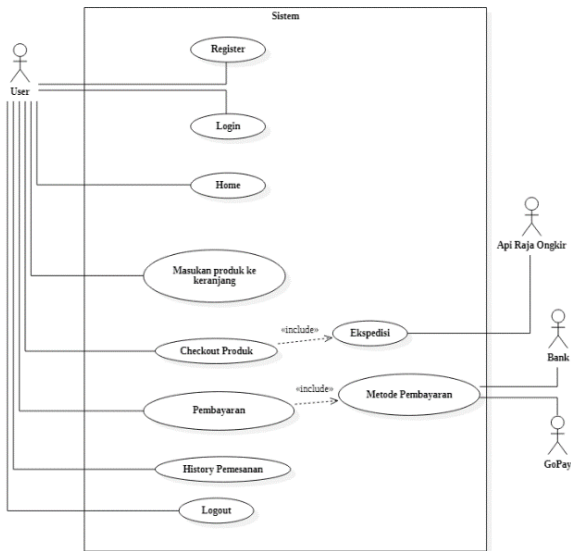 Sistem
Register
User
Login
Home
Api Raja Ongkir
Masukan produk ke
keranjang
«include»
Ekspedisi
Checkout Produk
Bank
«include»
Metode Pembayaran
Pembayaran
GoPay
History Pemesanan
Logout